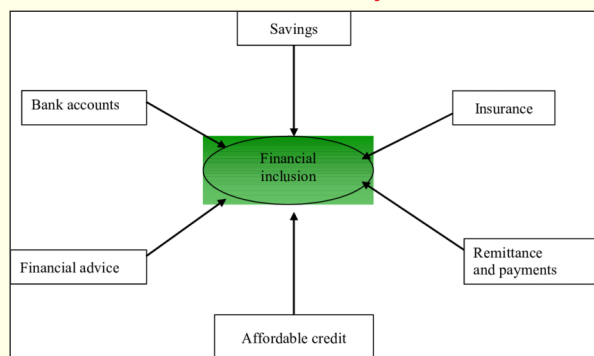 Savings
Bank accounts
Insurance
Financial
inclusion
Financial advice
Remittance
and payments
Affordable credit